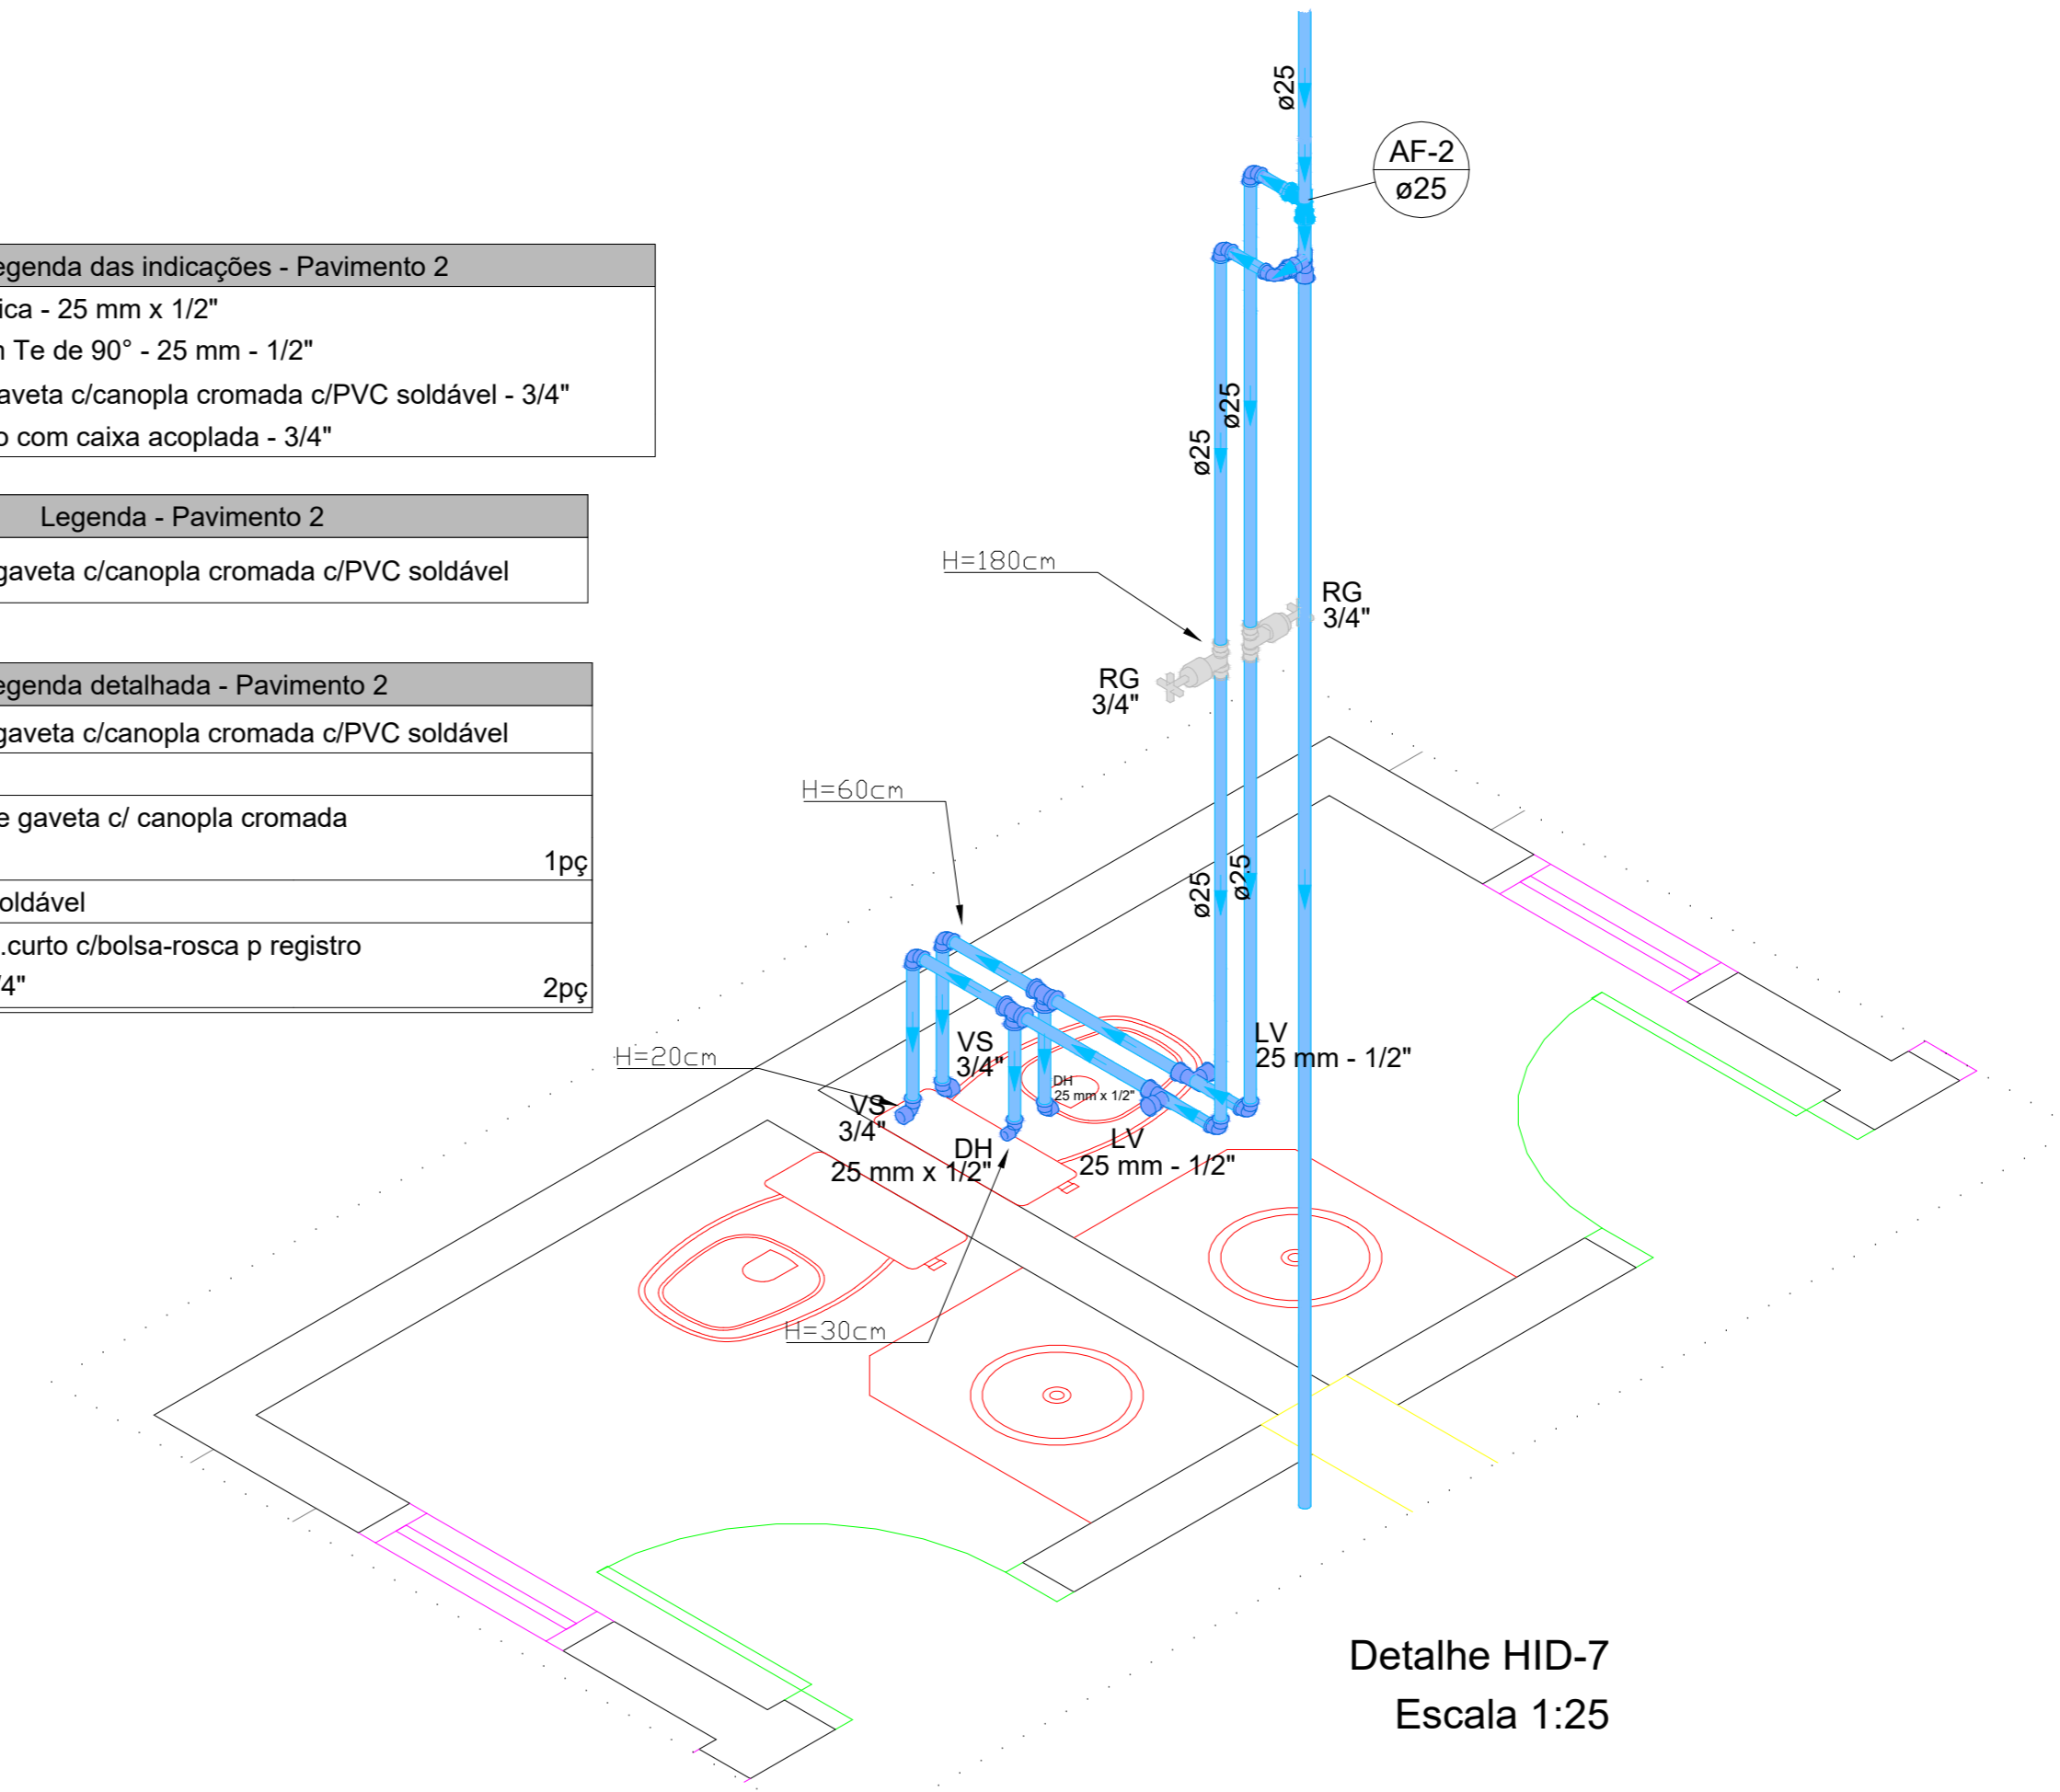 egenda das indicações - Pavimento 2
ica - 25 mm x 1/2"
Te de 90° - 25 mm - 1/2"
aveta c/canopla cromada c/PVC soldável - 3/4"
o com caixa acoplada - 3/4"
Legenda - Pavimento 2
gaveta c/canopla cromada c/PVC soldável
egenda detalhada - Pavimento 2
gaveta c/canopla cromada c/PVC soldável
e gaveta c/ canopla cromada
1pç
oldável
.curto c/bolsa-rosca p registro
/4"
2pç
ø25
AF-2
ø25
ø25
ø25
H=180cm
RG
3/4"
RG
3/4"
H=60cm
ø25
ø25
H=20cm
VS
3/4"
LV
25 mm - 1/2"
DH
25 mm x 1/2"
VS
3/4"
DH
25 mm x 1/2"
LV
25 mm - 1/2"
H=30cm
Detalhe HID-7
Escala 1:25